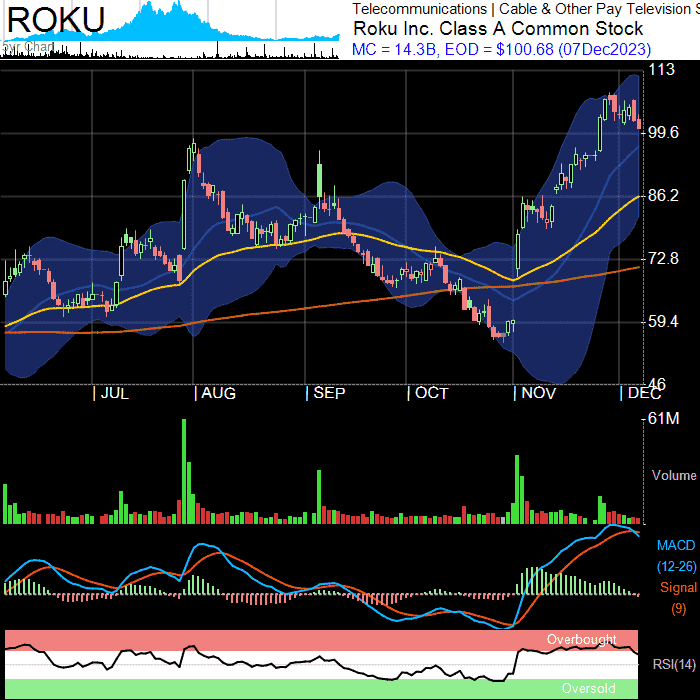 ROKU
5yr Chart
Telecommunications | Cable & Other Pay Television S
Roku Inc. Class A Common Stock
MC = 14.3B, EOD = $100.68 (07Dec2023)
113
99.6
86.2
72.8
59.4
46
JUL
AUG
SEP
OCT
NOV
DEC
61M
Volume
MACD
(12-26)
Signal
(9)
Overbought
RSI(14)
Oversold